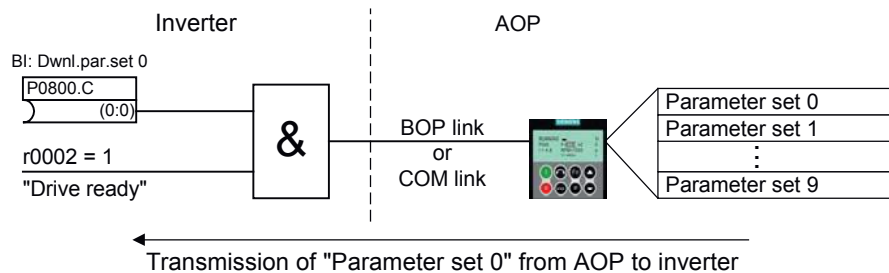 Inverter
AOP
BI: Dwnl.par.set 0
P0800.C
(0:0)
&
r0002 = 1
"Drive ready"
BOP link
or
COM link
Parameter set 0
Parameter set 1
⋮
Parameter set 9
Transmission of "Parameter set 0" from AOP to inverter